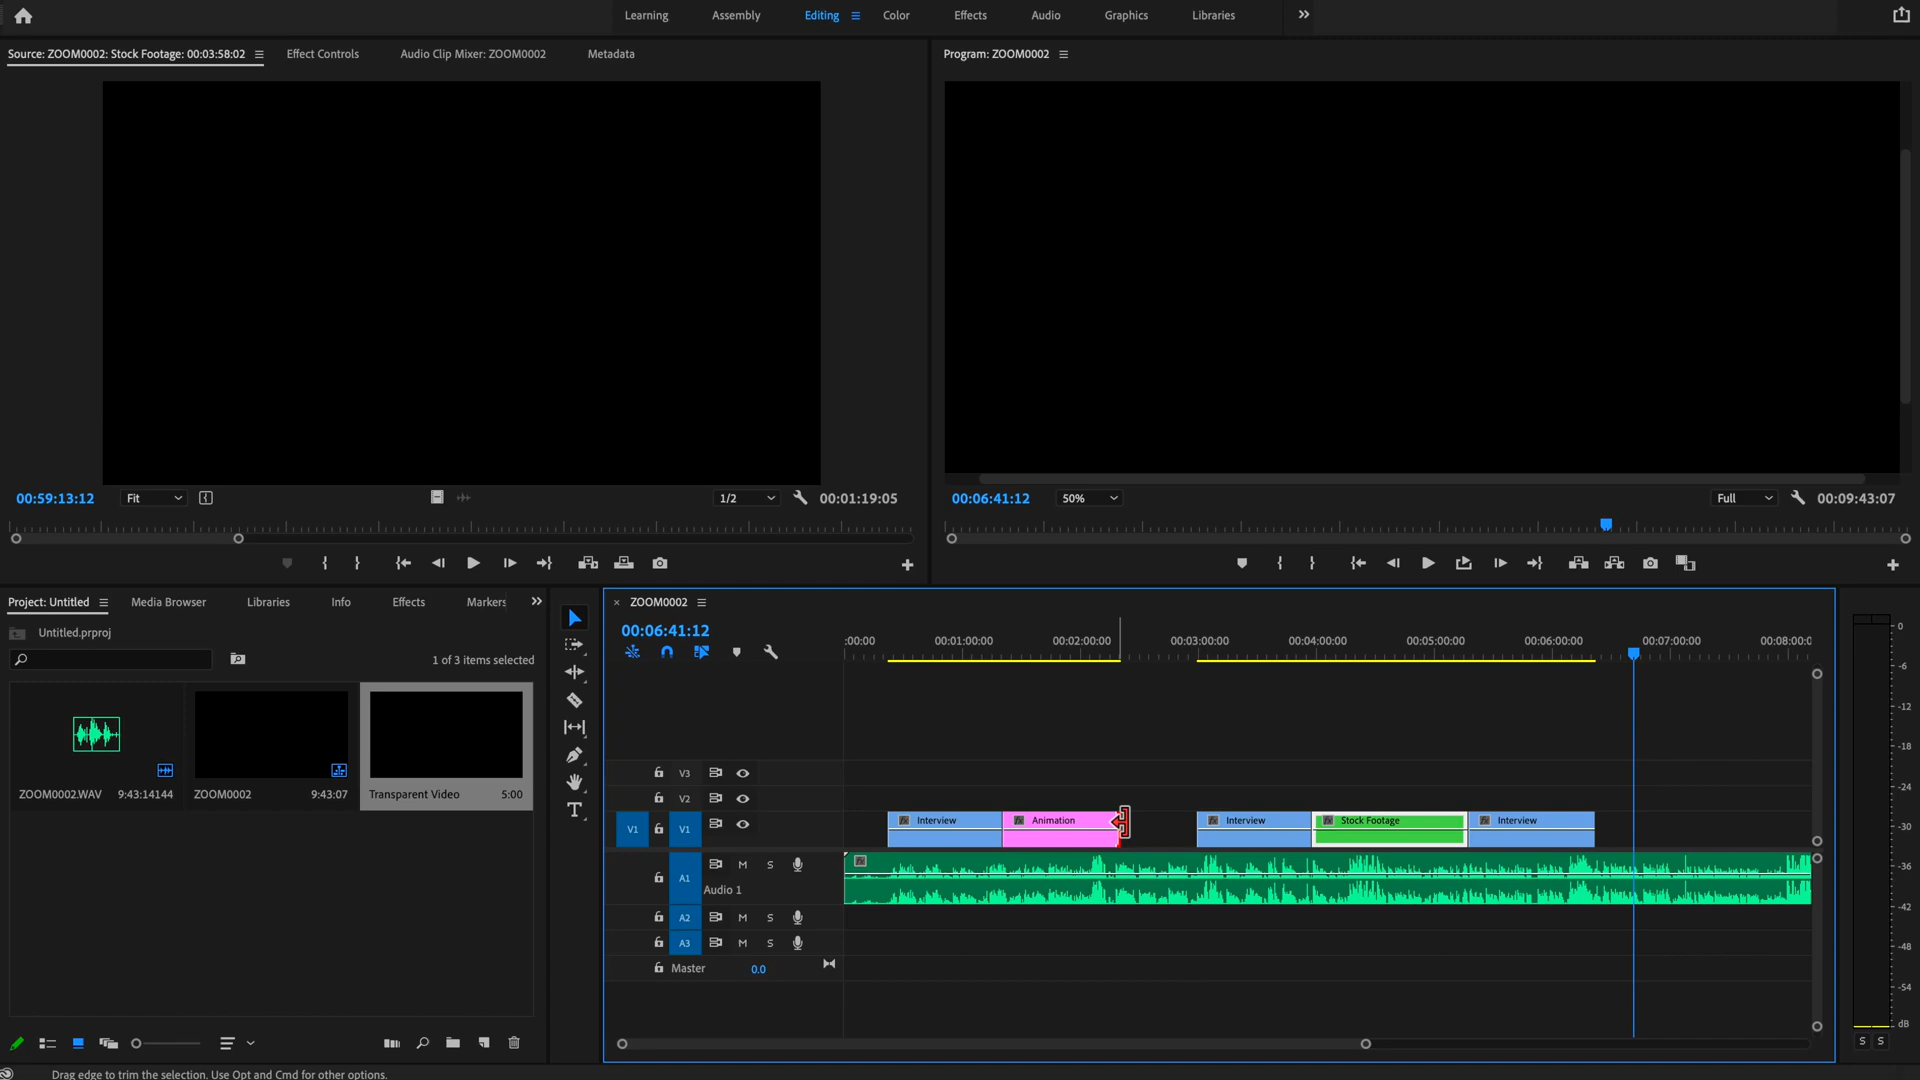 Learning Assembly Editing Color Effects Audio Graphics Libraries
Source: ZOOM0002: Stock Footage: 00:03:58:02 Effect Controls Audio Clip Mixer: ZOOM0002 Metadata
Program: ZOOM0002
00:59:13:12 Fit 1/2 00:01:19:05
00:06:41:12 50% Full 00:09:43:07
Project: Untitled Media Browser Libraries Info Effects Markers
Untitled.prproj
1 of 3 items selected
ZOOM0002.WAV 9:43:14144 ZOOM0002 9:43:07 Transparent Video 5:00
ZOOM0002
00:06:41:12
:00:00 00:01:00:00 00:02:00:00 00:03:00:00 00:04:00:00 00:05:00:00 00:06:00:00 00:07:00:00 00:08:00:0
V3
V2
V1 V1 Interview Animation Interview Stock Footage Interview
A1 M S
Audio 1
A2 M S
A3 M S
Master 0.0
0
-6
-12
-18
-24
-30
-36
-42
-48
-54
dB
S S
Drag edge to trim the selection. Use Opt and Cmd for other options.